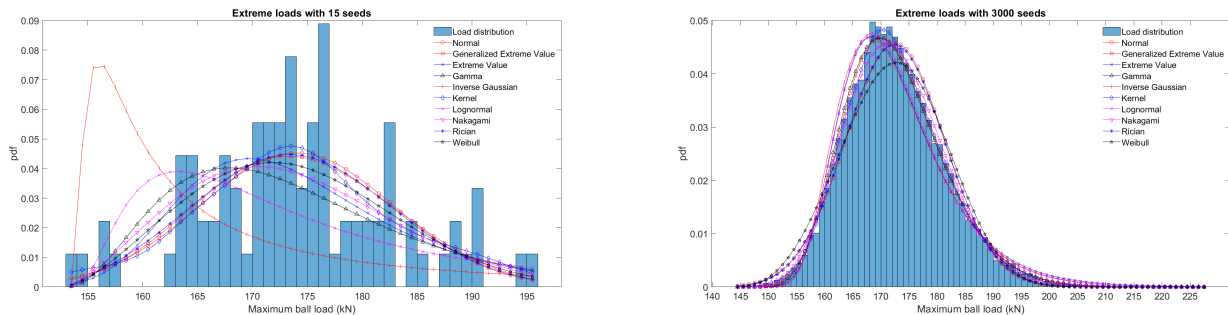 Extreme loads with 15 seeds
0.09
0.08
0.07
0.06
0.05
0.04
0.03
0.02
0.01
0
pdf
155 160 165 170 175 180 185 190 195
Maximum ball load (kN)
Load distribution
Normal
Generalized Extreme Value
Extreme Value
Gamma
Inverse Gaussian
Kernel
Lognormal
Nakagami
Rician
Weibull
Extreme loads with 3000 seeds
0.05
0.04
0.03
0.02
0.01
0
pdf
140 145 150 155 160 165 170 175 180 185 190 195 200 205 210 215 220 225
Maximum ball load (kN)
Load distribution
Normal
Generalized Extreme Value
Extreme Value
Gamma
Inverse Gaussian
Kernel
Lognormal
Nakagami
Rician
Weibull